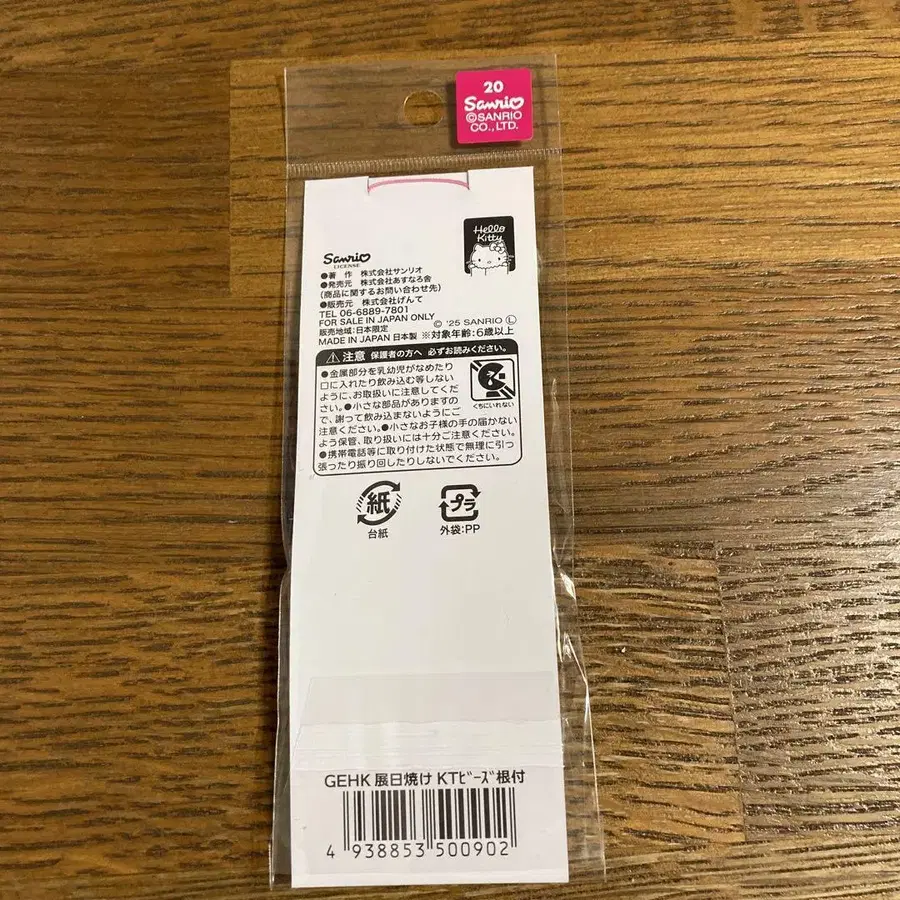 20
Sanrio
©SANRIO
CO.,LTD.
Hello
Kitty
Sanrio
LICENSE
●著 作 株式会社サンリオ
●発売元 株式会社あすなろ舎
(商品に関するお問い合わせ先)
●販売元 株式会社げんて
TEL 06-6889-7801
FOR SALE IN JAPAN ONLY
販売地域:日本限定
© '25 SANRIO Ⓛ
MADE IN JAPAN 日本製 ※対象年齢:6歳以上
⚠注意 保護者の方へ 必ずお読みください。
●金属部分を乳幼児がなめたり
口に入れたり飲み込む等しない
ように、お取扱いに注意してくだ
さい。●小さな部品がありますの
で、謝って飲み込まないようにご
注意ください。●小さなお子様の手の届かない
よう保管、取り扱いには十分ご注意ください。
●携帯電話等に取り付けた状態で無理に引っ
張ったり振り回したりしないでください。
くちにいれない
紙
台紙
プラ
外袋:PP
GEHK 展日焼け KTビーズ根付
4 938853 500902